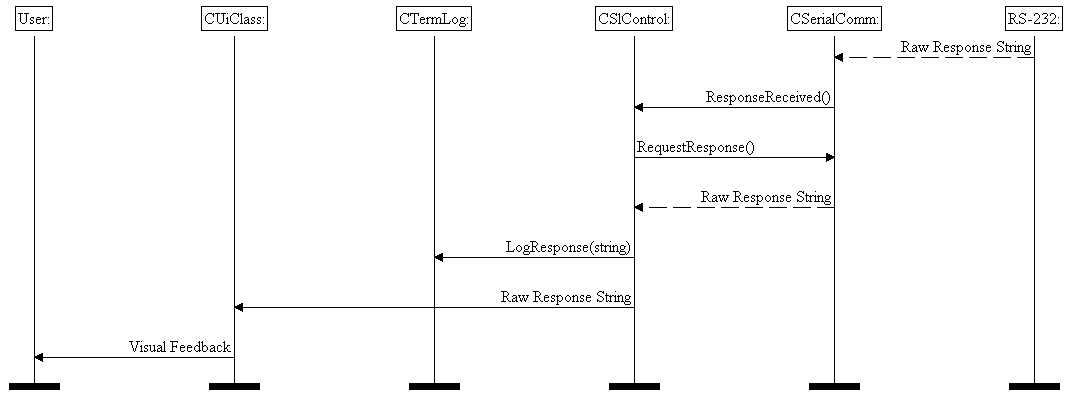 User: CUiClass: CTermLog: CSlControl: CSerialComm: RS-232:
Raw Response String
ResponseReceived()
RequestResponse()
Raw Response String
LogResponse(string)
Raw Response String
Visual Feedback